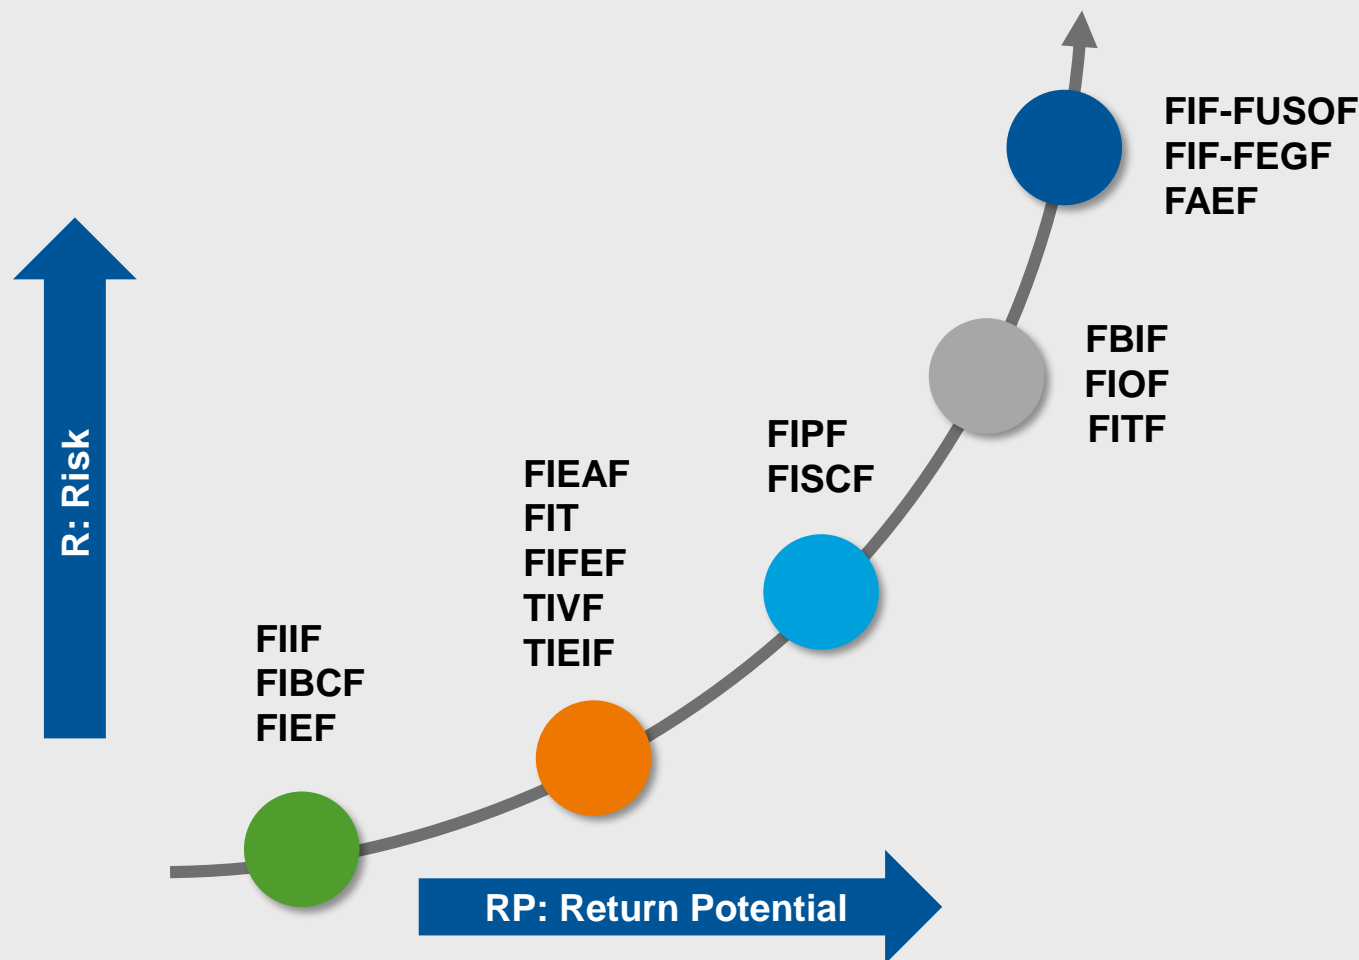 FIF-FUSOF
FIF-FEGF
FAEF
FBIF
FIOF
FITF
FIPF
FISCF
FIEAF
FIT
FIFEF
TIVF
TIEIF
FIIF
FIBCF
FIEF
R: Risk
RP: Return Potential